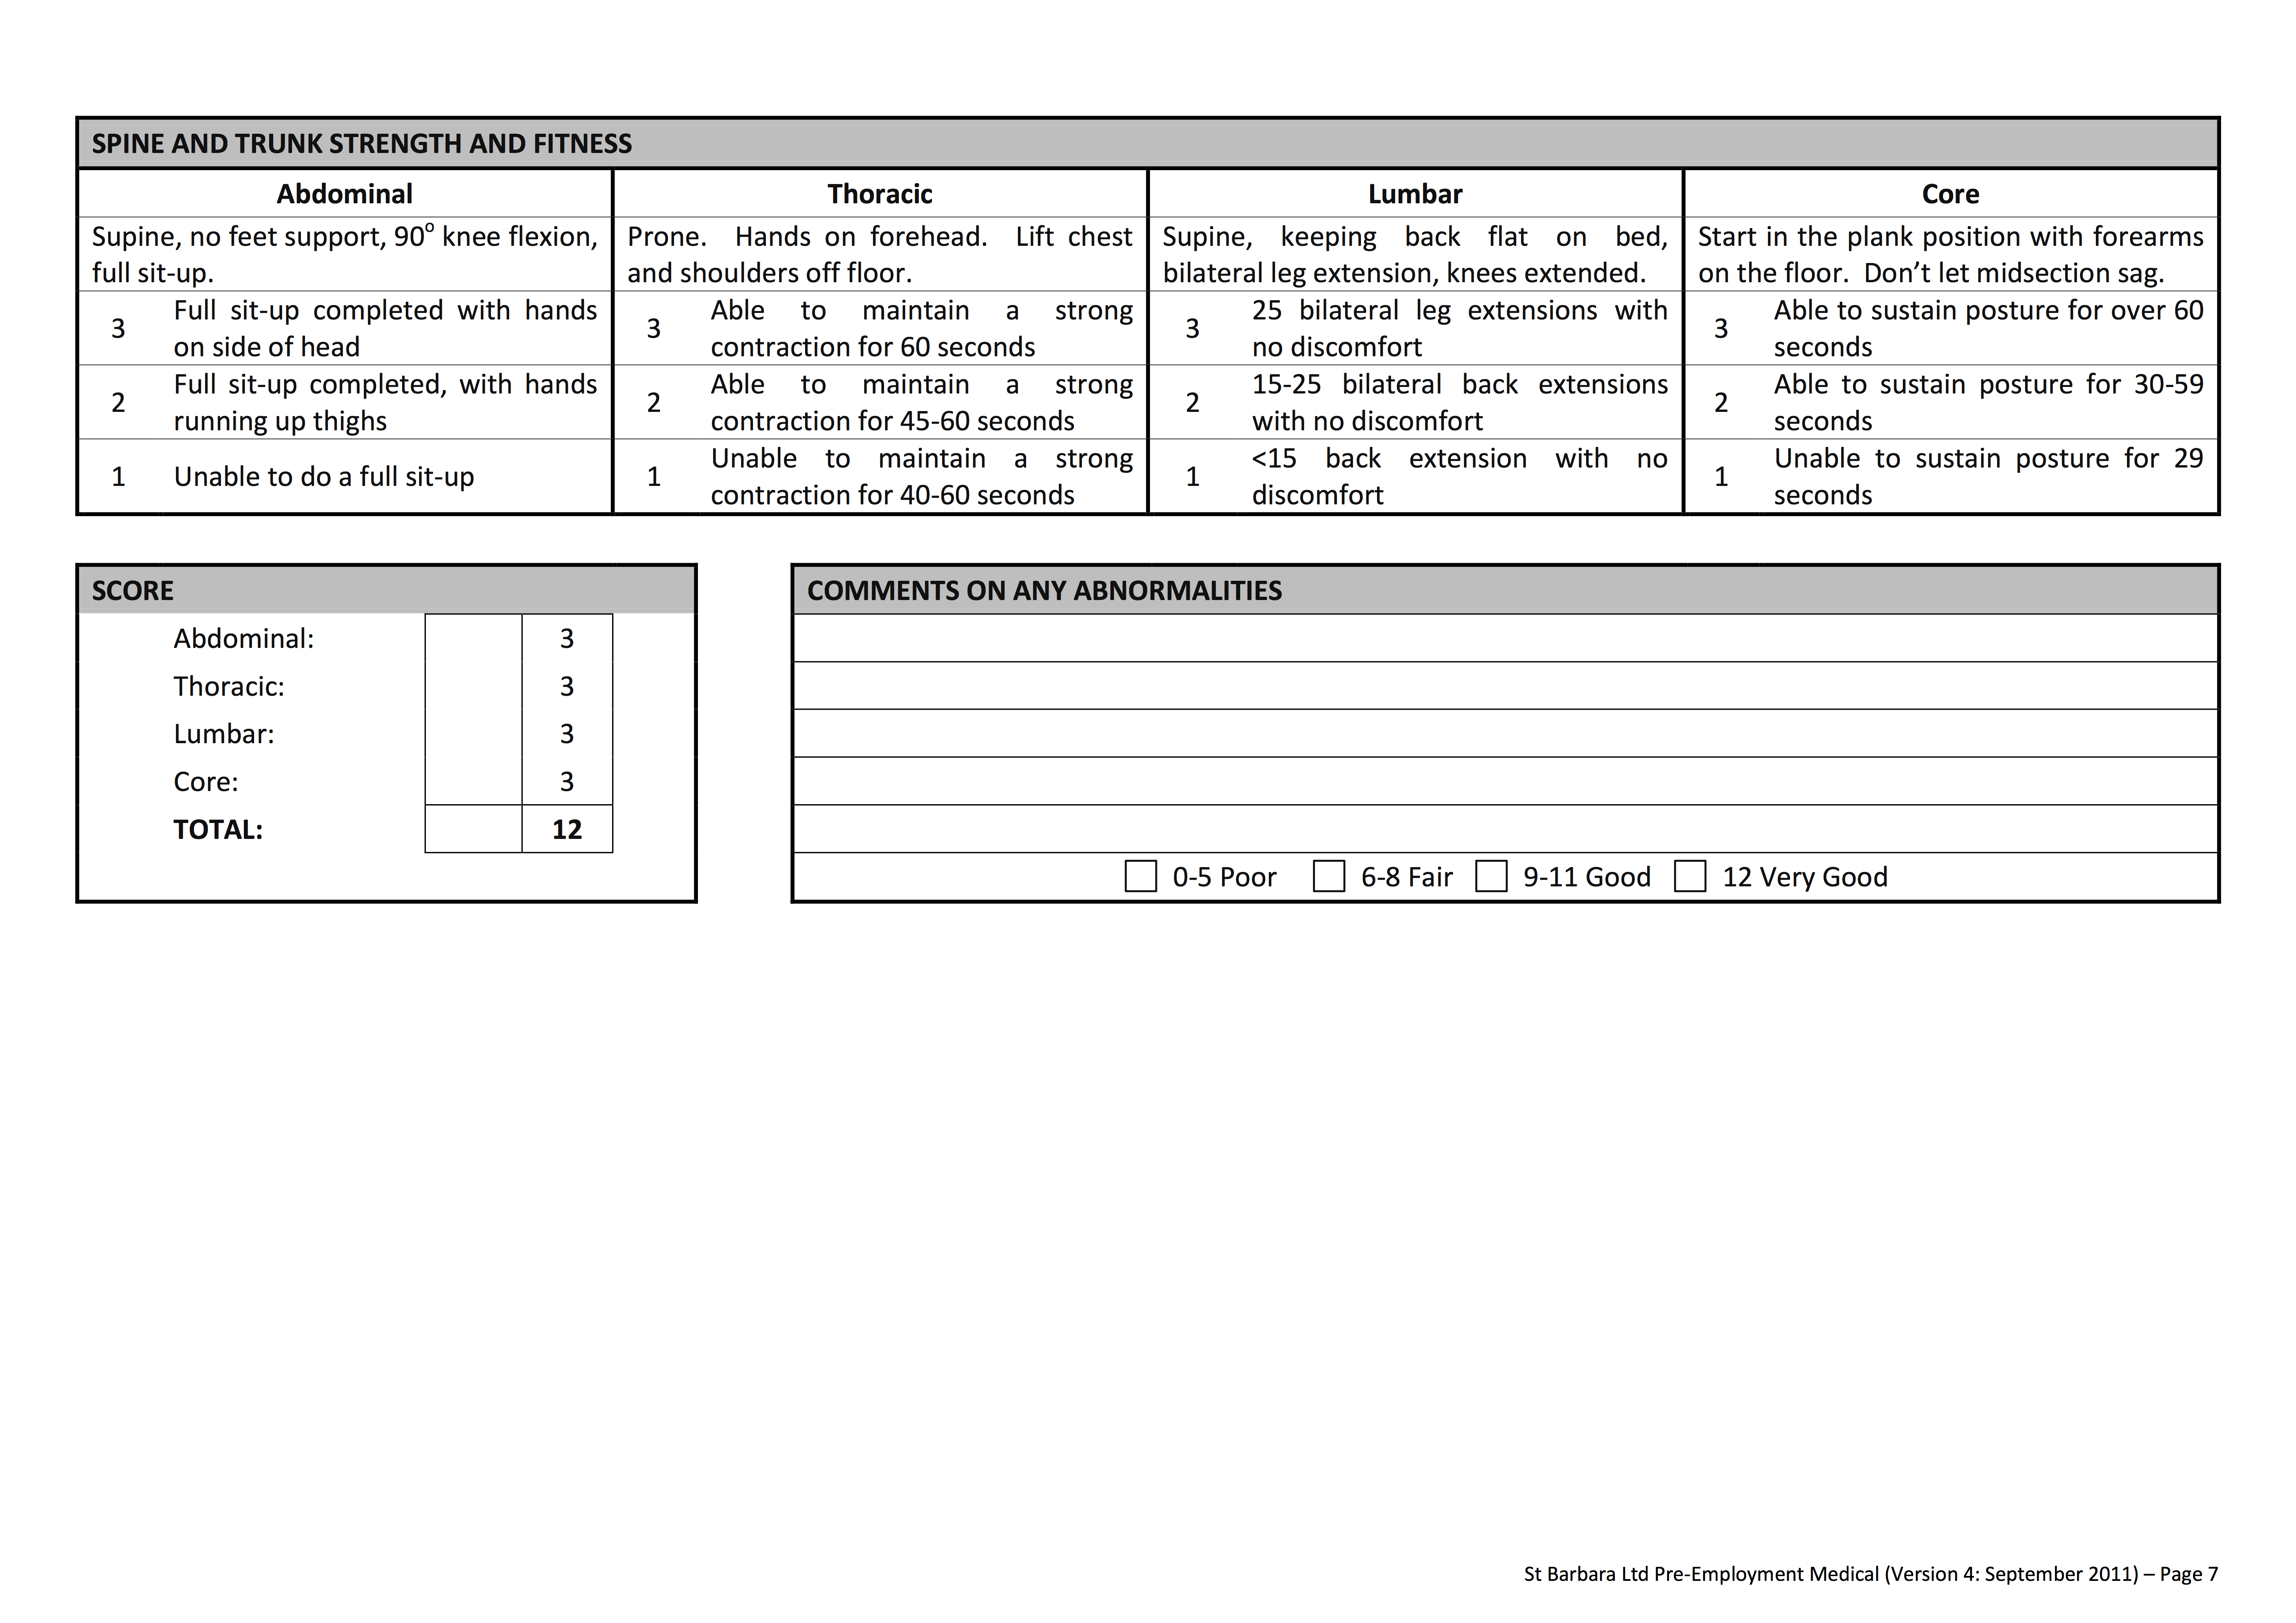 SPINE AND TRUNK STRENGTH AND FITNESS
Abdominal
Thoracic
Lumbar
Core
Supine, no feet support, 90o knee flexion,
full sit-up.
Prone. Hands on forehead. Lift chest
and shoulders off floor.
Supine, keeping back flat on bed,
bilateral leg extension, knees extended.
Start in the plank position with forearms
on the floor. Don’t let midsection sag.
3
Full sit-up completed with hands
on side of head
3
Able to maintain a strong
contraction for 60 seconds
3
25 bilateral leg extensions with
no discomfort
3
Able to sustain posture for over 60
seconds
2
Full sit-up completed, with hands
running up thighs
2
Able to maintain a strong
contraction for 45-60 seconds
2
15-25 bilateral back extensions
with no discomfort
2
Able to sustain posture for 30-59
seconds
1
Unable to do a full sit-up
1
Unable to maintain a strong
contraction for 40-60 seconds
1
<15 back extension with no
discomfort
1
Unable to sustain posture for 29
seconds
SCORE
Abdominal: 3
Thoracic: 3
Lumbar: 3
Core: 3
TOTAL: 12
COMMENTS ON ANY ABNORMALITIES
0-5 Poor 6-8 Fair 9-11 Good 12 Very Good
St Barbara Ltd Pre-Employment Medical (Version 4: September 2011) – Page 7